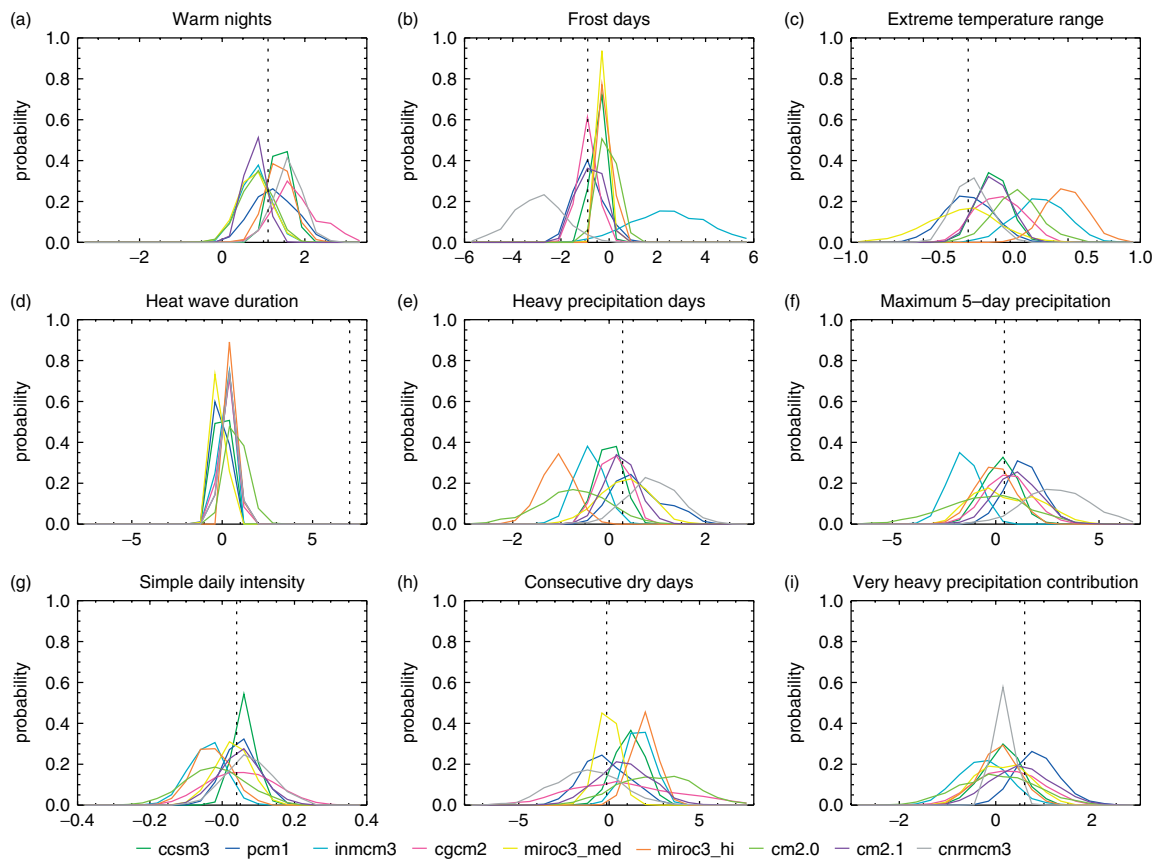 (a) Warm nights
(b) Frost days
(c) Extreme temperature range
1.0 0.8 0.6 0.4 0.2 0.0
probability
−2 0 2
1.0 0.8 0.6 0.4 0.2 0.0
probability
−6 −4 −2 0 2 4 6
1.0 0.8 0.6 0.4 0.2 0.0
probability
−1.0 −0.5 0.0 0.5 1.0
(d) Heat wave duration
(e) Heavy precipitation days
(f) Maximum 5–day precipitation
1.0 0.8 0.6 0.4 0.2 0.0
probability
−5 0 5
1.0 0.8 0.6 0.4 0.2 0.0
probability
−2 0 2
1.0 0.8 0.6 0.4 0.2 0.0
probability
−5 0 5
(g) Simple daily intensity
(h) Consecutive dry days
(i) Very heavy precipitation contribution
1.0 0.8 0.6 0.4 0.2 0.0
probability
−0.4 −0.2 −0.0 0.2 0.4
1.0 0.8 0.6 0.4 0.2 0.0
probability
−5 0 5
1.0 0.8 0.6 0.4 0.2 0.0
probability
−2 0 2
ccsm3 pcm1 inmcm3 cgcm2 miroc3_med miroc3_hi cm2.0 cm2.1 cnrmcm3